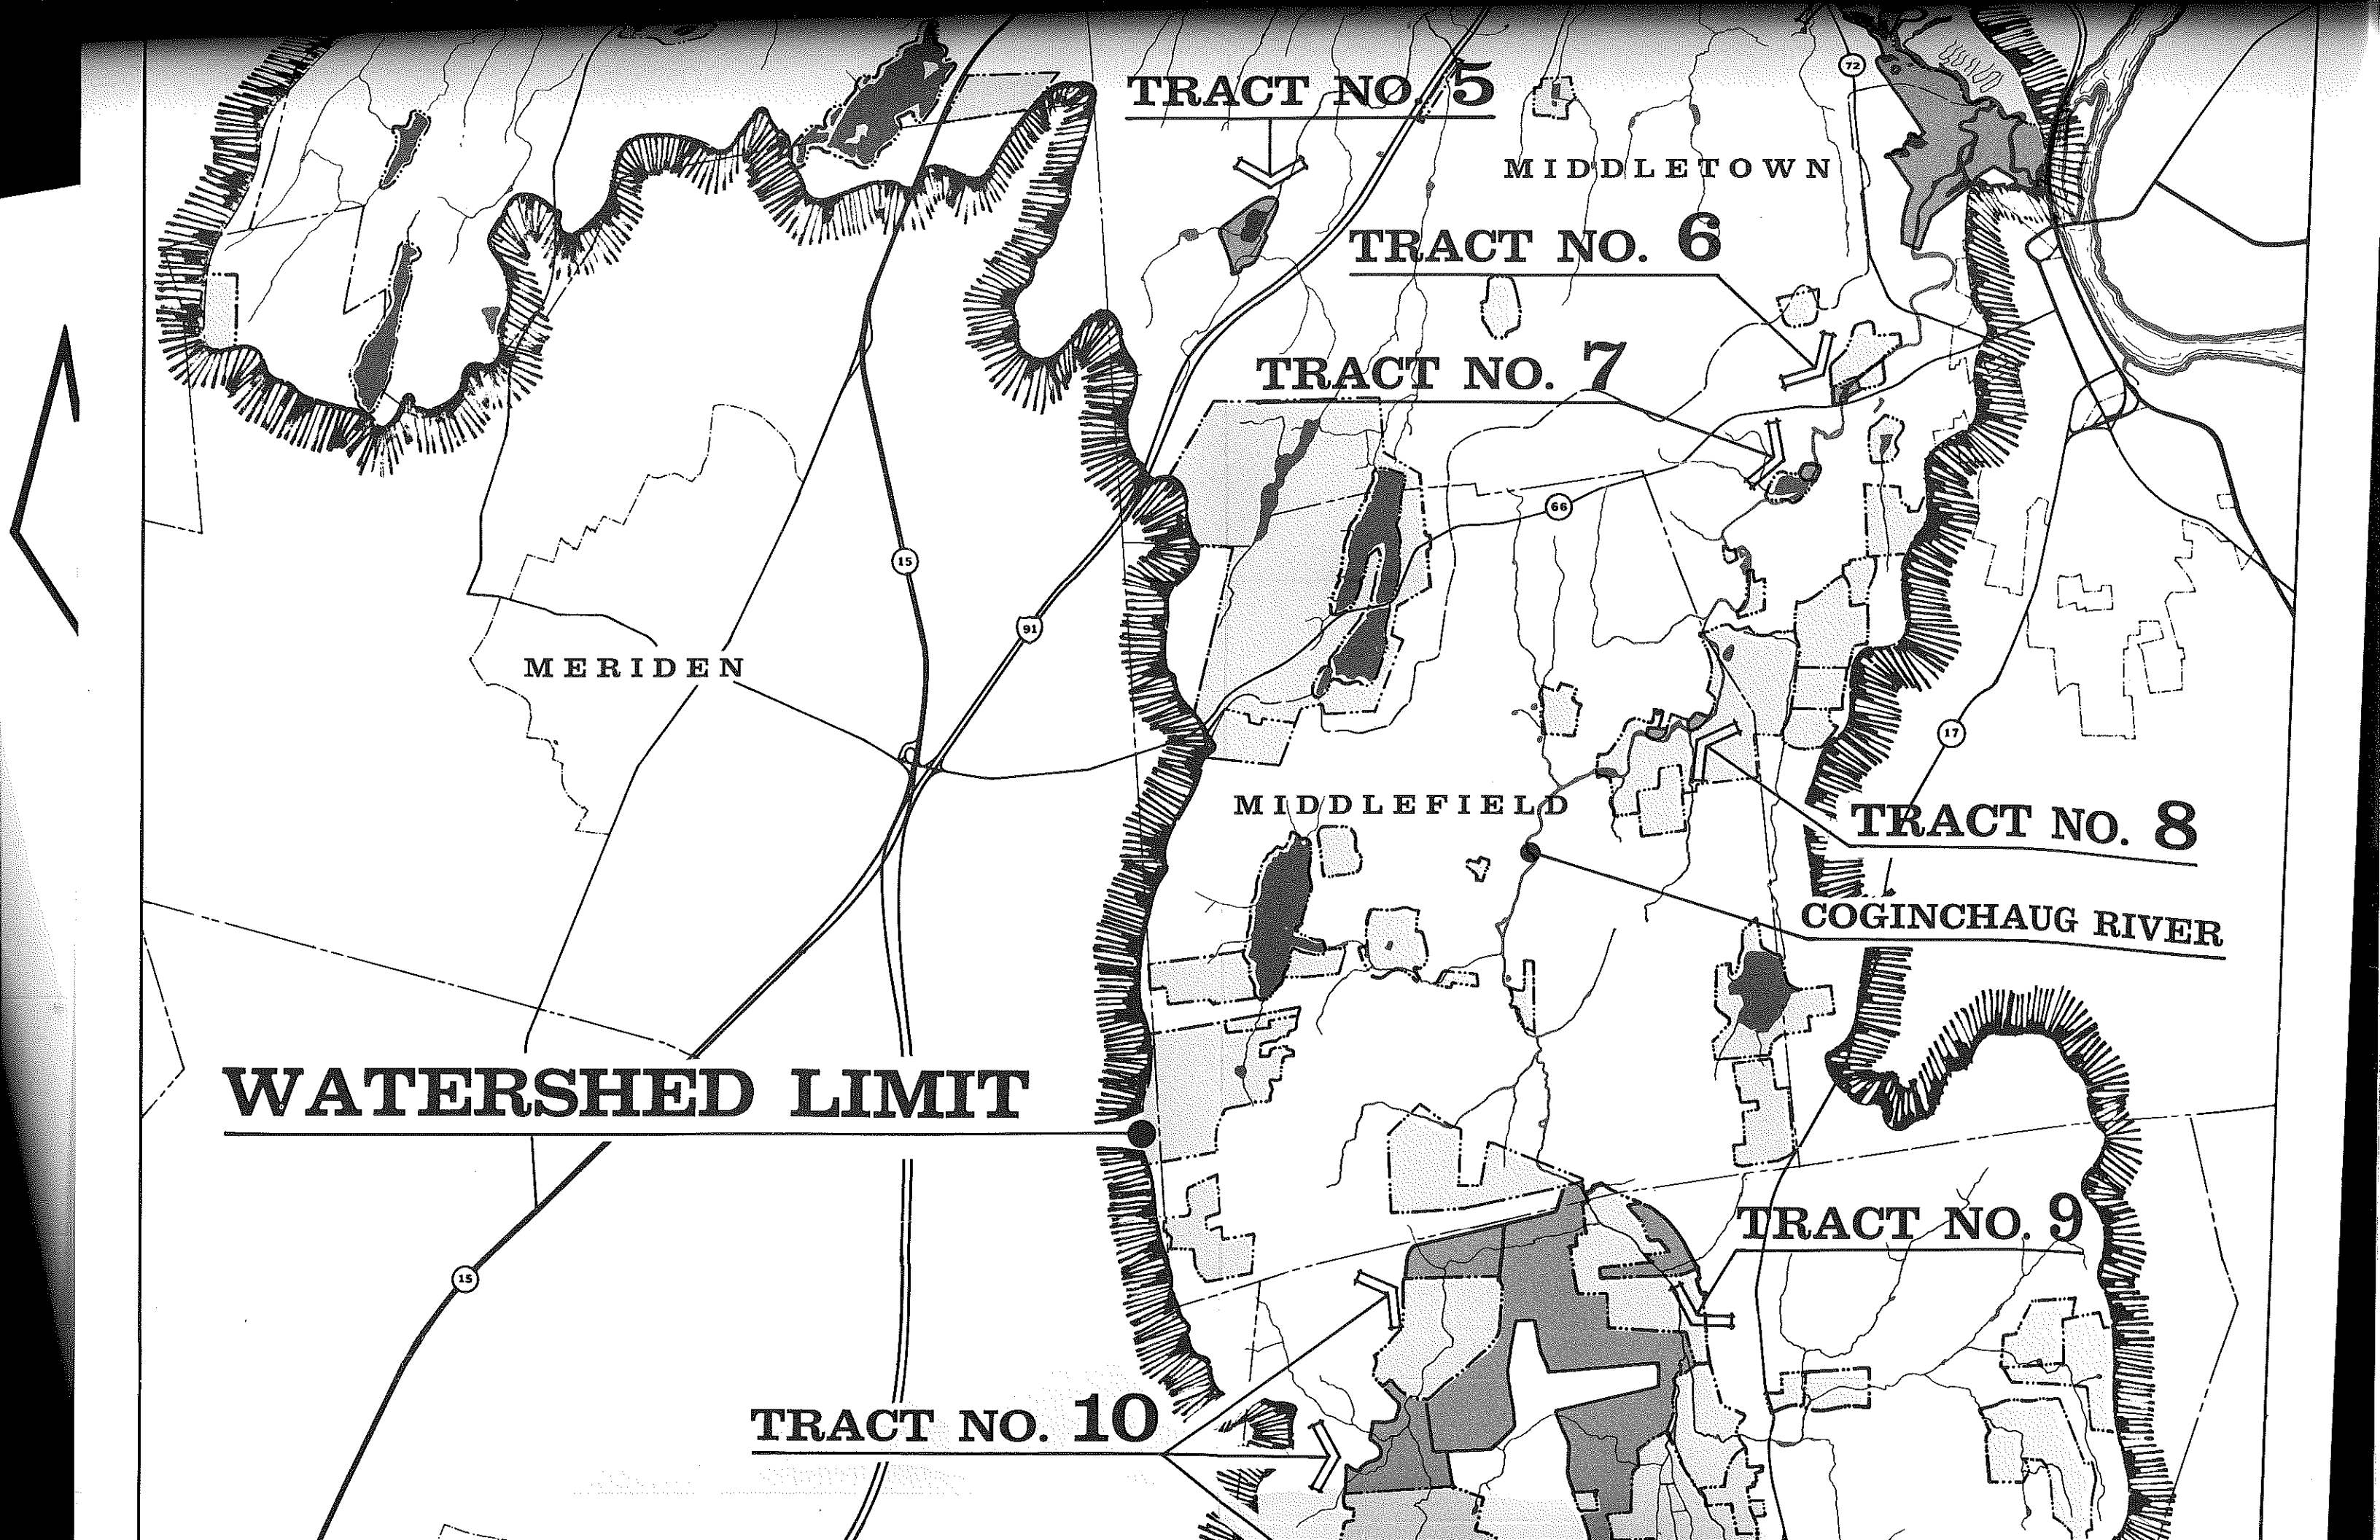 72
TRACT NO. 5
MIDDLETOWN
TRACT NO. 6
TRACT NO. 7
66
15
91
MERIDEN
17
MIDDLEFIELD
TRACT NO. 8
COGINCHAUG RIVER
WATERSHED LIMIT
TRACT NO. 9
15
TRACT NO. 10